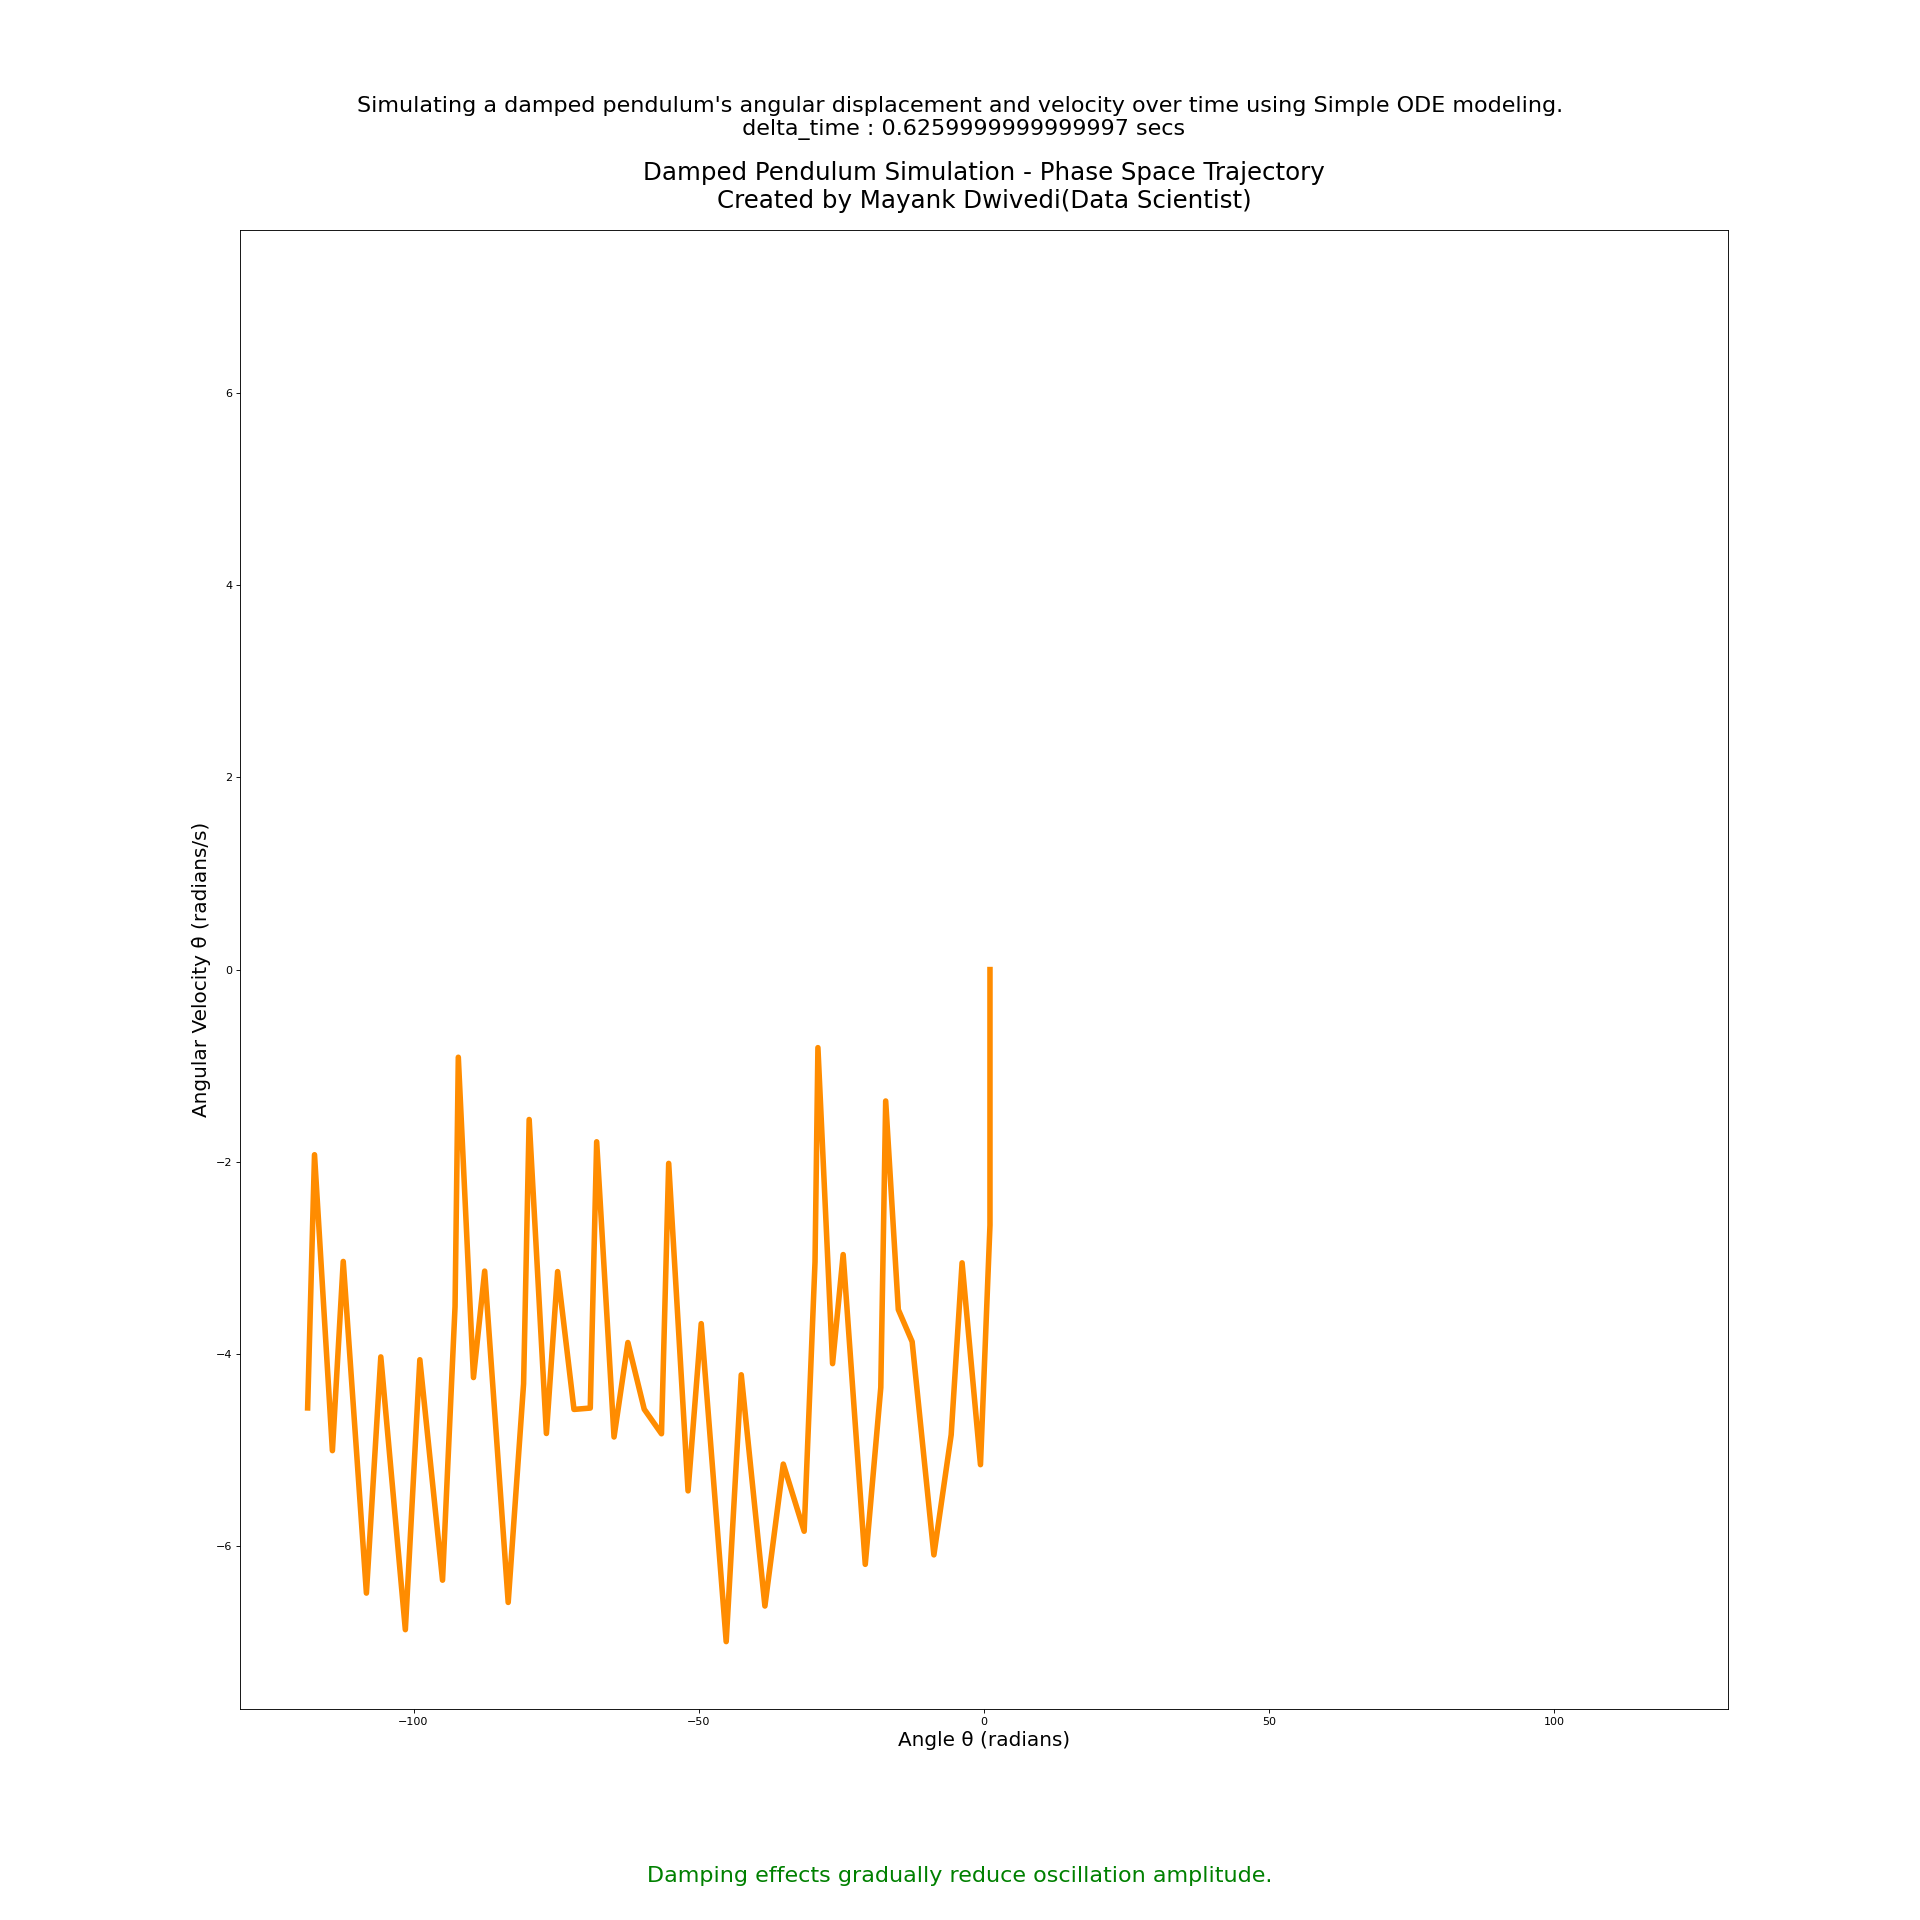 Simulating a damped pendulum's angular displacement and velocity over time using Simple ODE modeling.
delta_time : 0.6259999999999997 secs
Damped Pendulum Simulation - Phase Space Trajectory
Created by Mayank Dwivedi(Data Scientist)
6
4
2
0
−2
−4
−6
Angular Velocity θ (radians/s)
−100
−50
0
50
100
Angle θ (radians)
Damping effects gradually reduce oscillation amplitude.